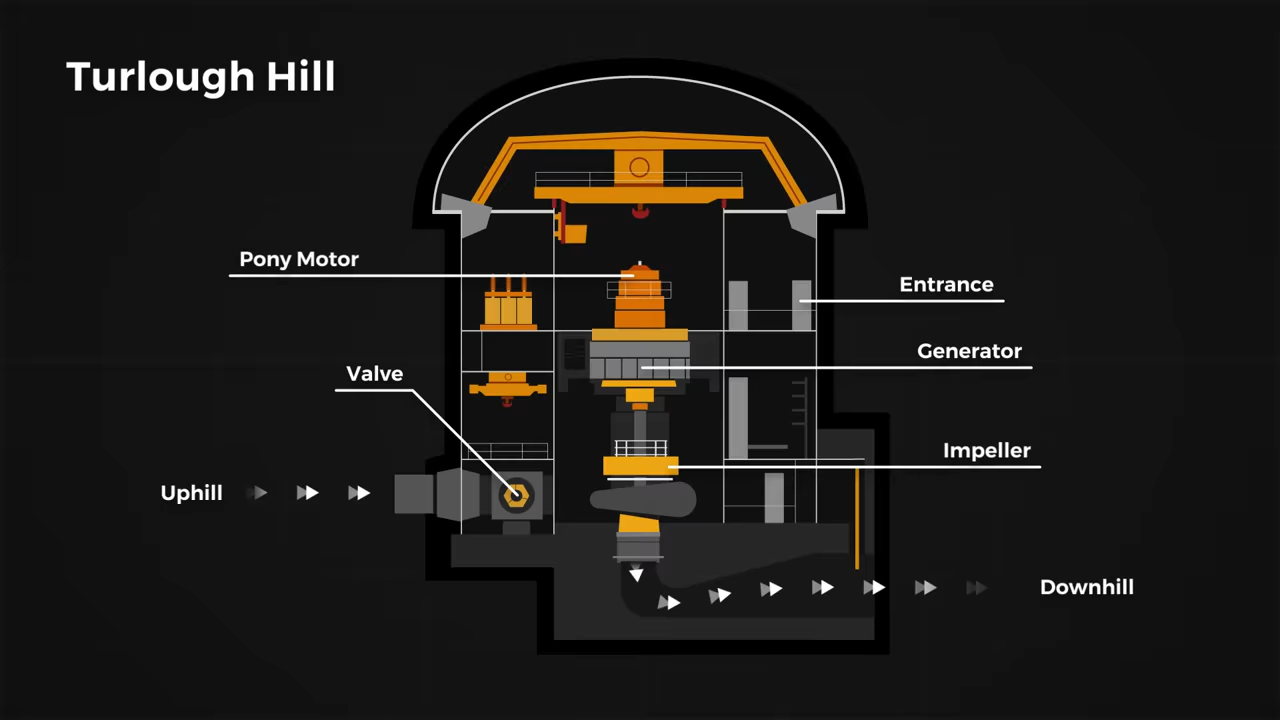 Turlough Hill
Pony Motor
Entrance
Generator
Valve
Impeller
Uphill
Downhill